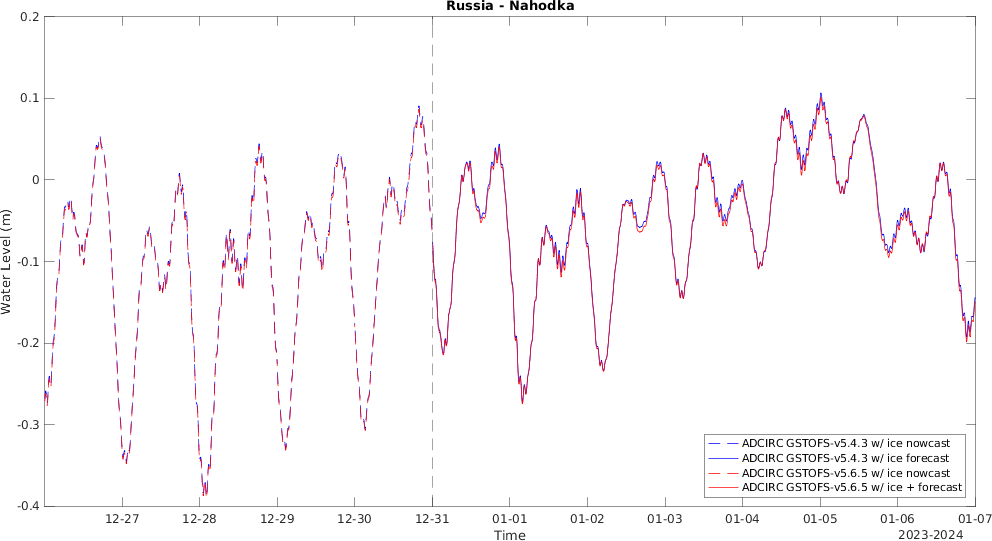 Russia - Nahodka
0.2
0.1
0
-0.1
-0.2
-0.3
-0.4
Water Level (m)
ADCIRC GSTOFS-v5.4.3 w/ ice nowcast
ADCIRC GSTOFS-v5.4.3 w/ ice forecast
ADCIRC GSTOFS-v5.6.5 w/ ice nowcast
ADCIRC GSTOFS-v5.6.5 w/ ice + forecast
12-27 12-28 12-29 12-30 12-31 01-01 01-02 01-03 01-04 01-05 01-06 01-07
Time
2023-2024